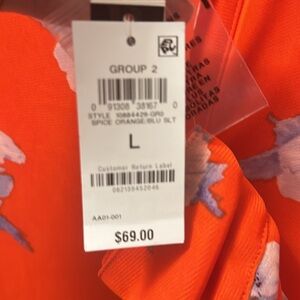 GROUP 2
0 91308 38167 0
STYLE 10884429-GR0
SPICE ORANGE/BLU SLT
L
Customer Return Label
062155452046
AA01-001
$69.00